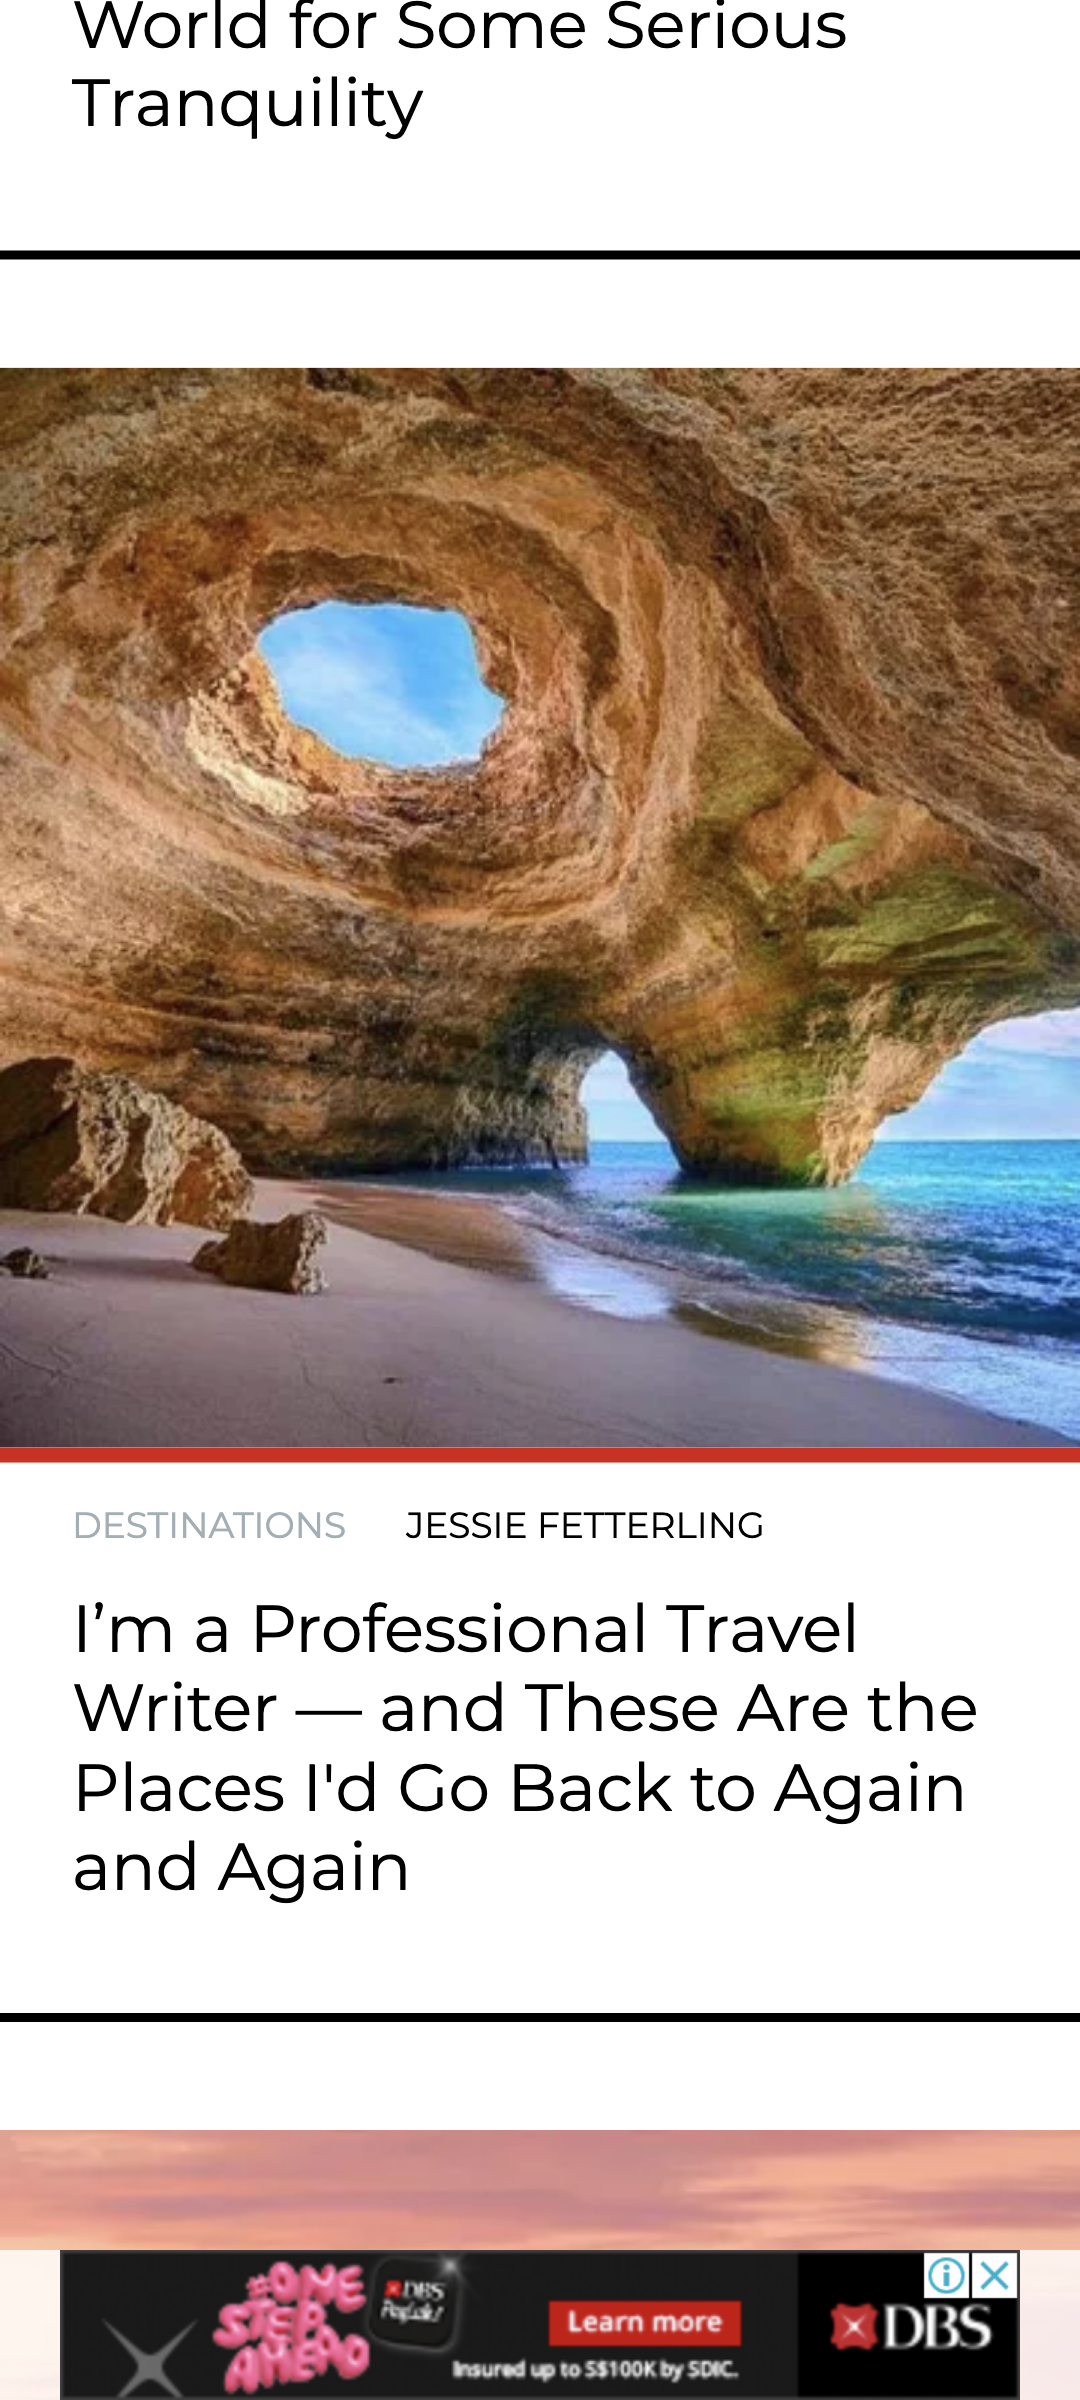 World for Some Serious
Tranquility
DESTINATIONS JESSIE FETTERLING
I’m a Professional Travel
Writer — and These Are the
Places I'd Go Back to Again
and Again
#ONE
STEP
AHEAD
DBS
PayLah!
Learn more
Insured up to S$100K by SDIC.
DBS